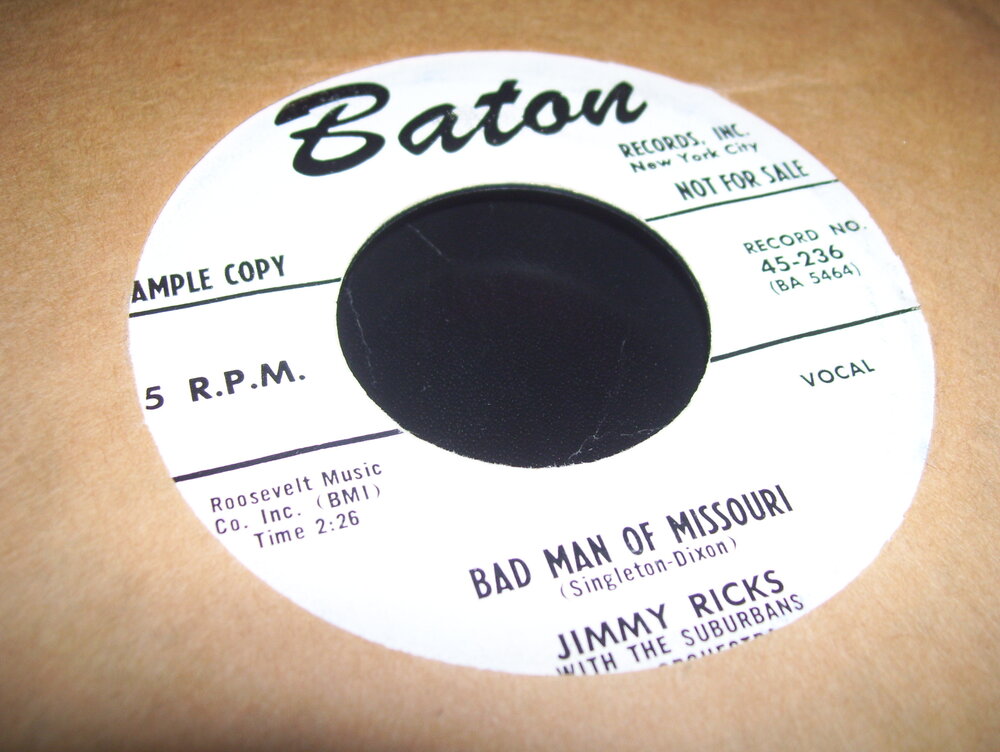 Baton
RECORDS, INC.
New York City
NOT FOR SALE
AMPLE COPY
RECORD NO.
45-236
(BA 5464)
5 R.P.M.
VOCAL
Roosevelt Music
Co. Inc. (BMI)
Time 2:26
BAD MAN OF MISSOURI
(Singleton-Dixon)
JIMMY RICKS
WITH THE SUBURBANS